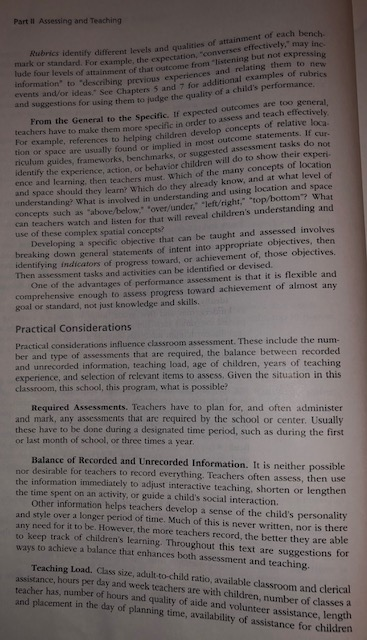 Part II Assessing and Teaching
Rubrics identify different levels and qualities of attainment of each bench-
mark or standard. For example, the expectation, "converses effectively," may inc-
lude four levels of attainment of that outcome from "listening but not expressing
information" to "describing previous experiences and relating them to new
events and/or ideas." See Chapters 5 and 7 for additional examples of rubrics
and suggestions for using them to judge the quality of a child's performance.
From the General to the Specific. If expected outcomes are too general,
teachers have to make them more specific in order to assess and teach effectively.
For example, references to helping children develop concepts of relative loca-
tion or space are usually found or implied in most outcome statements. If cur-
riculum guides, frameworks, benchmarks, or suggested assessment tasks do not
identify the experience, action, or behavior children will do to show their experi-
ence and learning, then teachers must. Which of the many concepts of location
and space should they learn? Which do they already know, and at what level of
understanding? What is involved in understanding and using location and space
concepts such as "above/below," "over/under," "left/right," "top/bottom"? What
can teachers watch and listen for that will reveal children's understanding and
use of these complex spatial concepts?
Developing a specific objective that can be taught and assessed involves
breaking down general statements of intent into appropriate objectives, then
identifying indicators of progress toward, or achievement of, those objectives.
Then assessment tasks and activities can be identified or devised.
One of the advantages of performance assessment is that it is flexible and
comprehensive enough to assess progress toward achievement of almost any
goal or standard, not just knowledge and skills.
Practical Considerations
Practical considerations influence classroom assessment. These include the num-
ber and type of assessments that are required, the balance between recorded
and unrecorded information, teaching load, age of children, years of teaching
experience, and selection of relevant items to assess. Given the situation in this
classroom, this school, this program, what is possible?
Required Assessments. Teachers have to plan for, and often administer
and mark, any assessments that are required by the school or center. Usually
these have to be done during a designated time period, such as during the first
or last month of school, or three times a year.
Balance of Recorded and Unrecorded Information. It is neither possible
nor desirable for teachers to record everything. Teachers often assess, then use
the information immediately to adjust interactive teaching, shorten or lengthen
the time spent on an activity, or guide a child's social interaction.
Other information helps teachers develop a sense of the child's personality
and style over a longer period of time. Much of this is never written, nor is there
any need for it to be. However, the more teachers record, the better they are able
to keep track of children's learning. Throughout this text are suggestions for
ways to achieve a balance that enhances both assessment and teaching.
Teaching Load. Class size, adult-to-child ratio, available classroom and clerical
assistance, hours per day and week teachers are with children, number of classes a
teacher has, number of hours and quality of aide and volunteer assistance, length
and placement in the day of planning time, availability of assistance for children